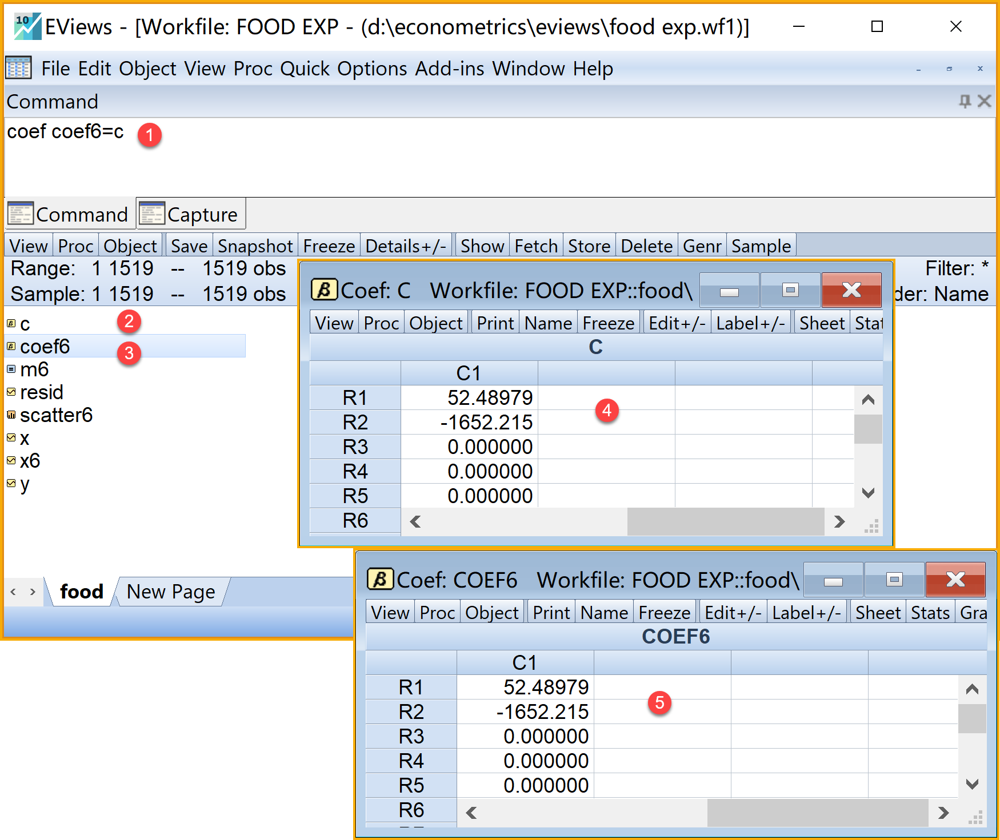 10 EViews - [Workfile: FOOD EXP - (d:\econometrics\eviews\food exp.wf1)]
File Edit Object View Proc Quick Options Add-ins Window Help
Command
coef coef6=c 1
Command Capture
View Proc Object Save Snapshot Freeze Details+/- Show Fetch Store Delete Genr Sample
Range: 1 1519 -- 1519 obs Filter: *
Sample: 1 1519 -- 1519 obs der: Name
c 2
coef6 3
m6
resid
scatter6
x
x6
y
food New Page
β Coef: C Workfile: FOOD EXP::food\
View Proc Object Print Name Freeze Edit+/- Label+/- Sheet Stat
C
C1
R1 52.48979 4
R2 -1652.215
R3 0.000000
R4 0.000000
R5 0.000000
R6
β Coef: COEF6 Workfile: FOOD EXP::food\
View Proc Object Print Name Freeze Edit+/- Label+/- Sheet Stats Gra
COEF6
C1
R1 52.48979 5
R2 -1652.215
R3 0.000000
R4 0.000000
R5 0.000000
R6